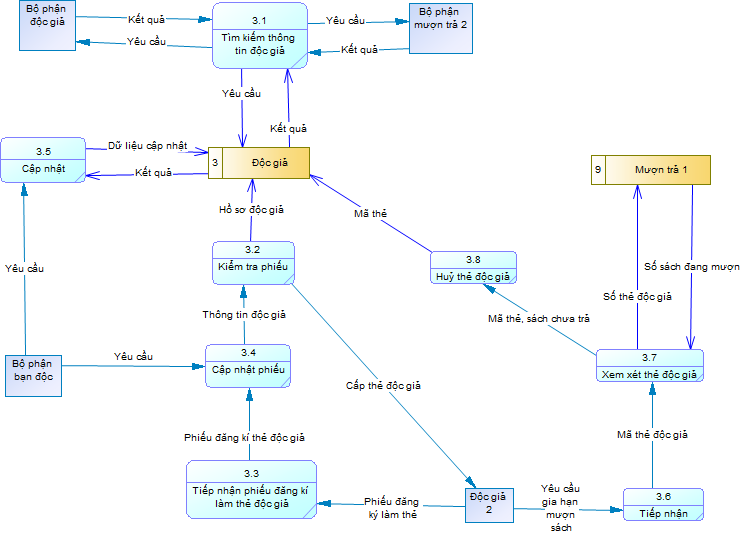 Bộ phận
độc giả
Kết quả
Yêu cầu
3.1
Tìm kiếm thông
tin độc giả
Yêu cầu
Kết quả
Bộ phận
mượn trả 2
Yêu cầu
Kết quả
3.5
Cập nhật
Dữ liệu cập nhật
Kết quả
3
Độc giả
9
Mượn trả 1
Hồ sơ độc giả
Mã thẻ
3.2
Kiểm tra phiếu
3.8
Huỷ thẻ độc giả
Yêu cầu
Số sách đang mượn
Số thẻ độc giả
Thông tin độc giả
Mã thẻ, sách chưa trả
Bộ phận
bạn độc
Yêu cầu
3.4
Cập nhật phiếu
3.7
Xem xét thẻ độc giả
Cấp thẻ độc giả
Phiếu đăng kí thẻ độc giả
Mã thẻ độc giả
3.3
Tiếp nhận phiếu đăng kí
làm thẻ độc giả
Phiếu đăng
ký làm thẻ
Độc giả
2
Yêu cầu
gia hạn
mượn
sách
3.6
Tiếp nhận